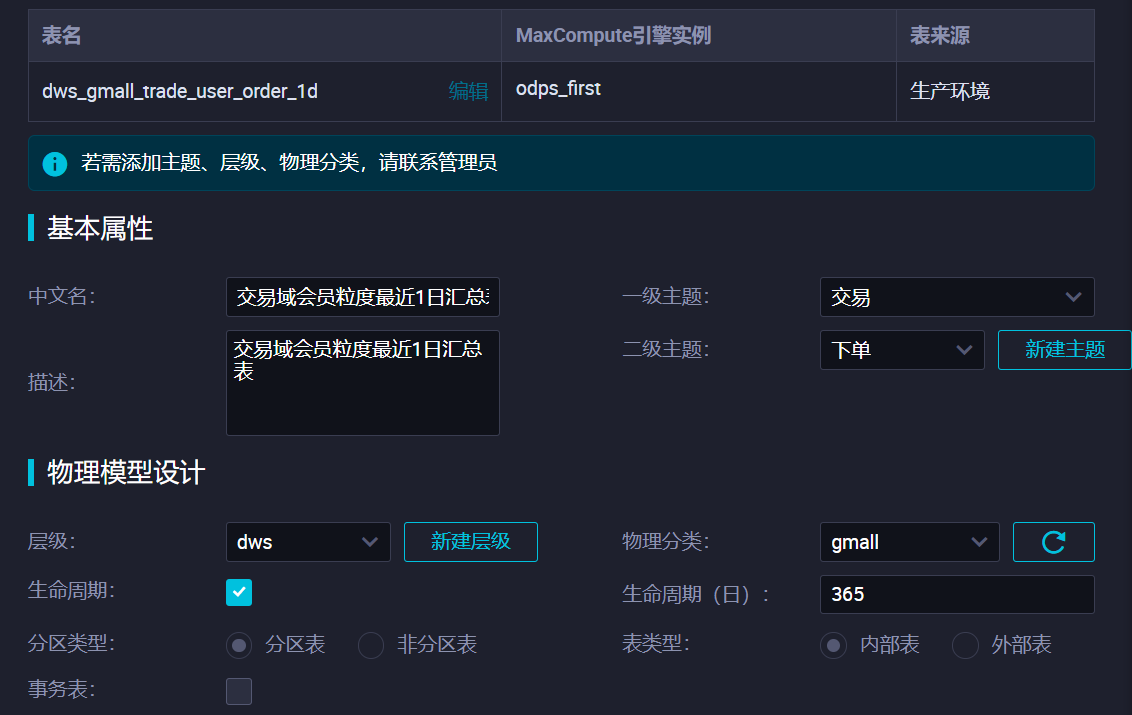 表名 MaxCompute引擎实例 表来源
dws_gmall_trade_user_order_1d 编辑 odps_first 生产环境
若需添加主题、层级、物理分类，请联系管理员
基本属性
中文名： 交易域会员粒度最近1日汇总 一级主题： 交易
描述： 交易域会员粒度最近1日汇总
表
二级主题： 下单 新建主题
物理模型设计
层级： dws 新建层级 物理分类： gmall
生命周期： 生命周期（日）： 365
分区类型： 分区表 非分区表 表类型： 内部表 外部表
事务表：